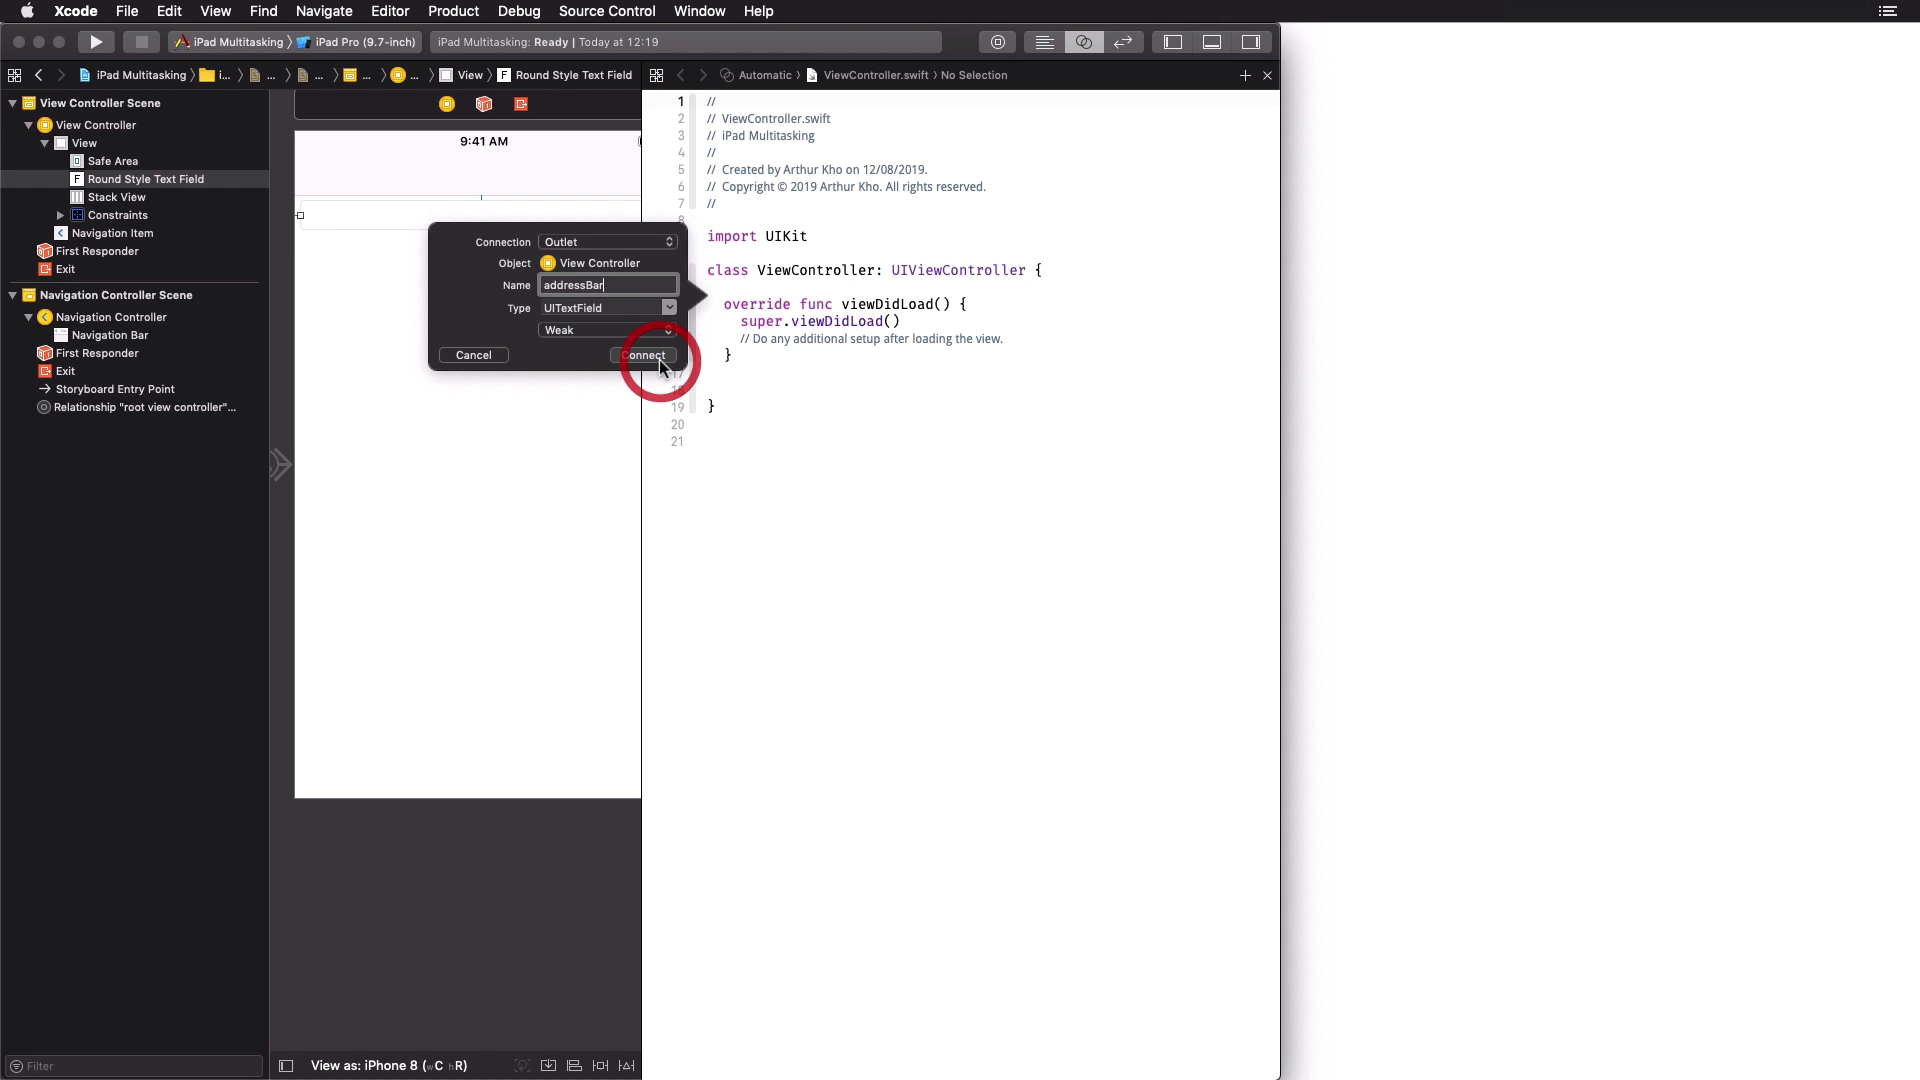 Xcode File Edit View Find Navigate Editor Product Debug Source Control Window Help
iPad Multitasking iPad Pro (9.7-inch) iPad Multitasking: Ready | Today at 12:19
iPad Multitasking i... ... ... ... ... View F Round Style Text Field
Automatic ViewController.swift No Selection
View Controller Scene
View Controller
View
Safe Area
F Round Style Text Field
Stack View
Constraints
Navigation Item
First Responder
Exit
Navigation Controller Scene
Navigation Controller
Navigation Bar
First Responder
Exit
Storyboard Entry Point
Relationship "root view controller"...
Filter
9:41 AM
Connection Outlet
Object View Controller
Name addressBar
Type UITextField
Weak
Cancel Connect
View as: iPhone 8 (wC hR)
1 //
2 // ViewController.swift
3 // iPad Multitasking
4 //
5 // Created by Arthur Kho on 12/08/2019.
6 // Copyright © 2019 Arthur Kho. All rights reserved.
7 //
8
import UIKit
class ViewController: UIViewController {
override func viewDidLoad() {
super.viewDidLoad()
// Do any additional setup after loading the view.
}
17
18
19 }
20
21